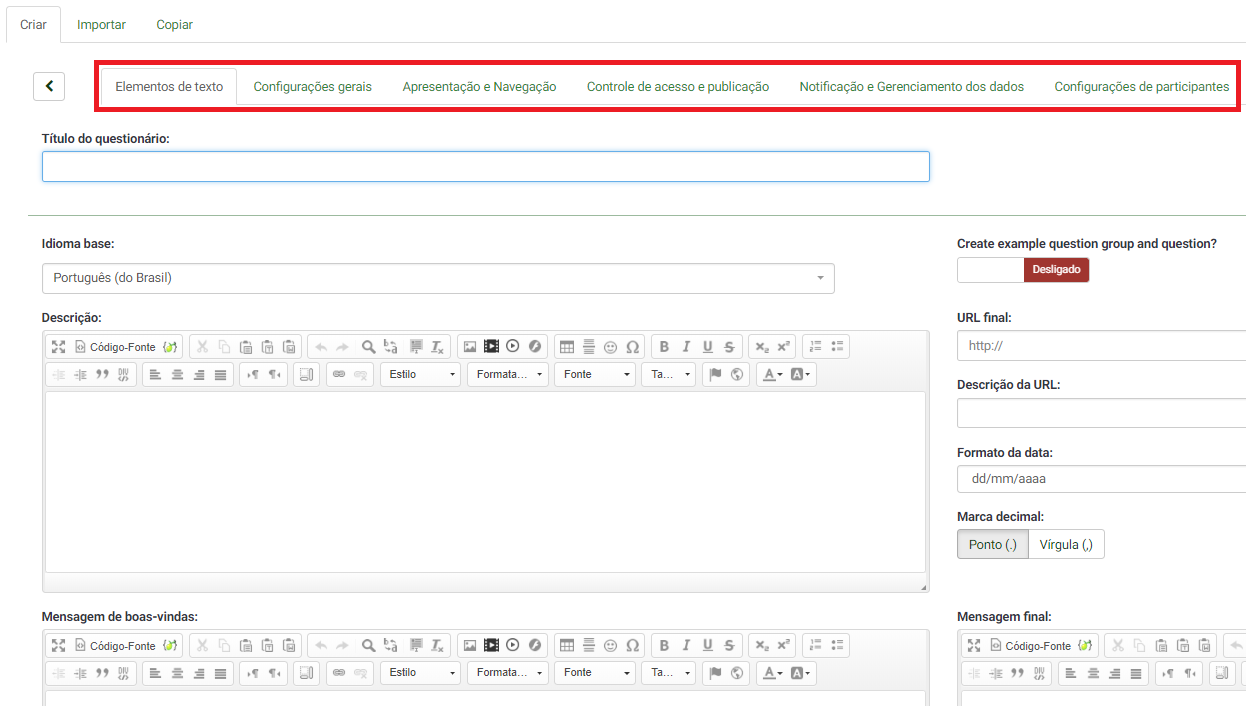 Criar Importar Copiar
Elementos de texto Configurações gerais Apresentação e Navegação Controle de acesso e publicação Notificação e Gerenciamento dos dados Configurações de participantes
Título do questionário:
Idioma base:
Português (do Brasil)
Create example question group and question?
Desligado
Descrição:
Código-Fonte
Estilo Formata... Fonte Ta...
URL final:
http://
Descrição da URL:
Formato da data:
dd/mm/aaaa
Marca decimal:
Ponto (.) Vírgula (,)
Mensagem de boas-vindas:
Código-Fonte
Estilo Formata... Fonte Ta...
Mensagem final:
Código-Fonte